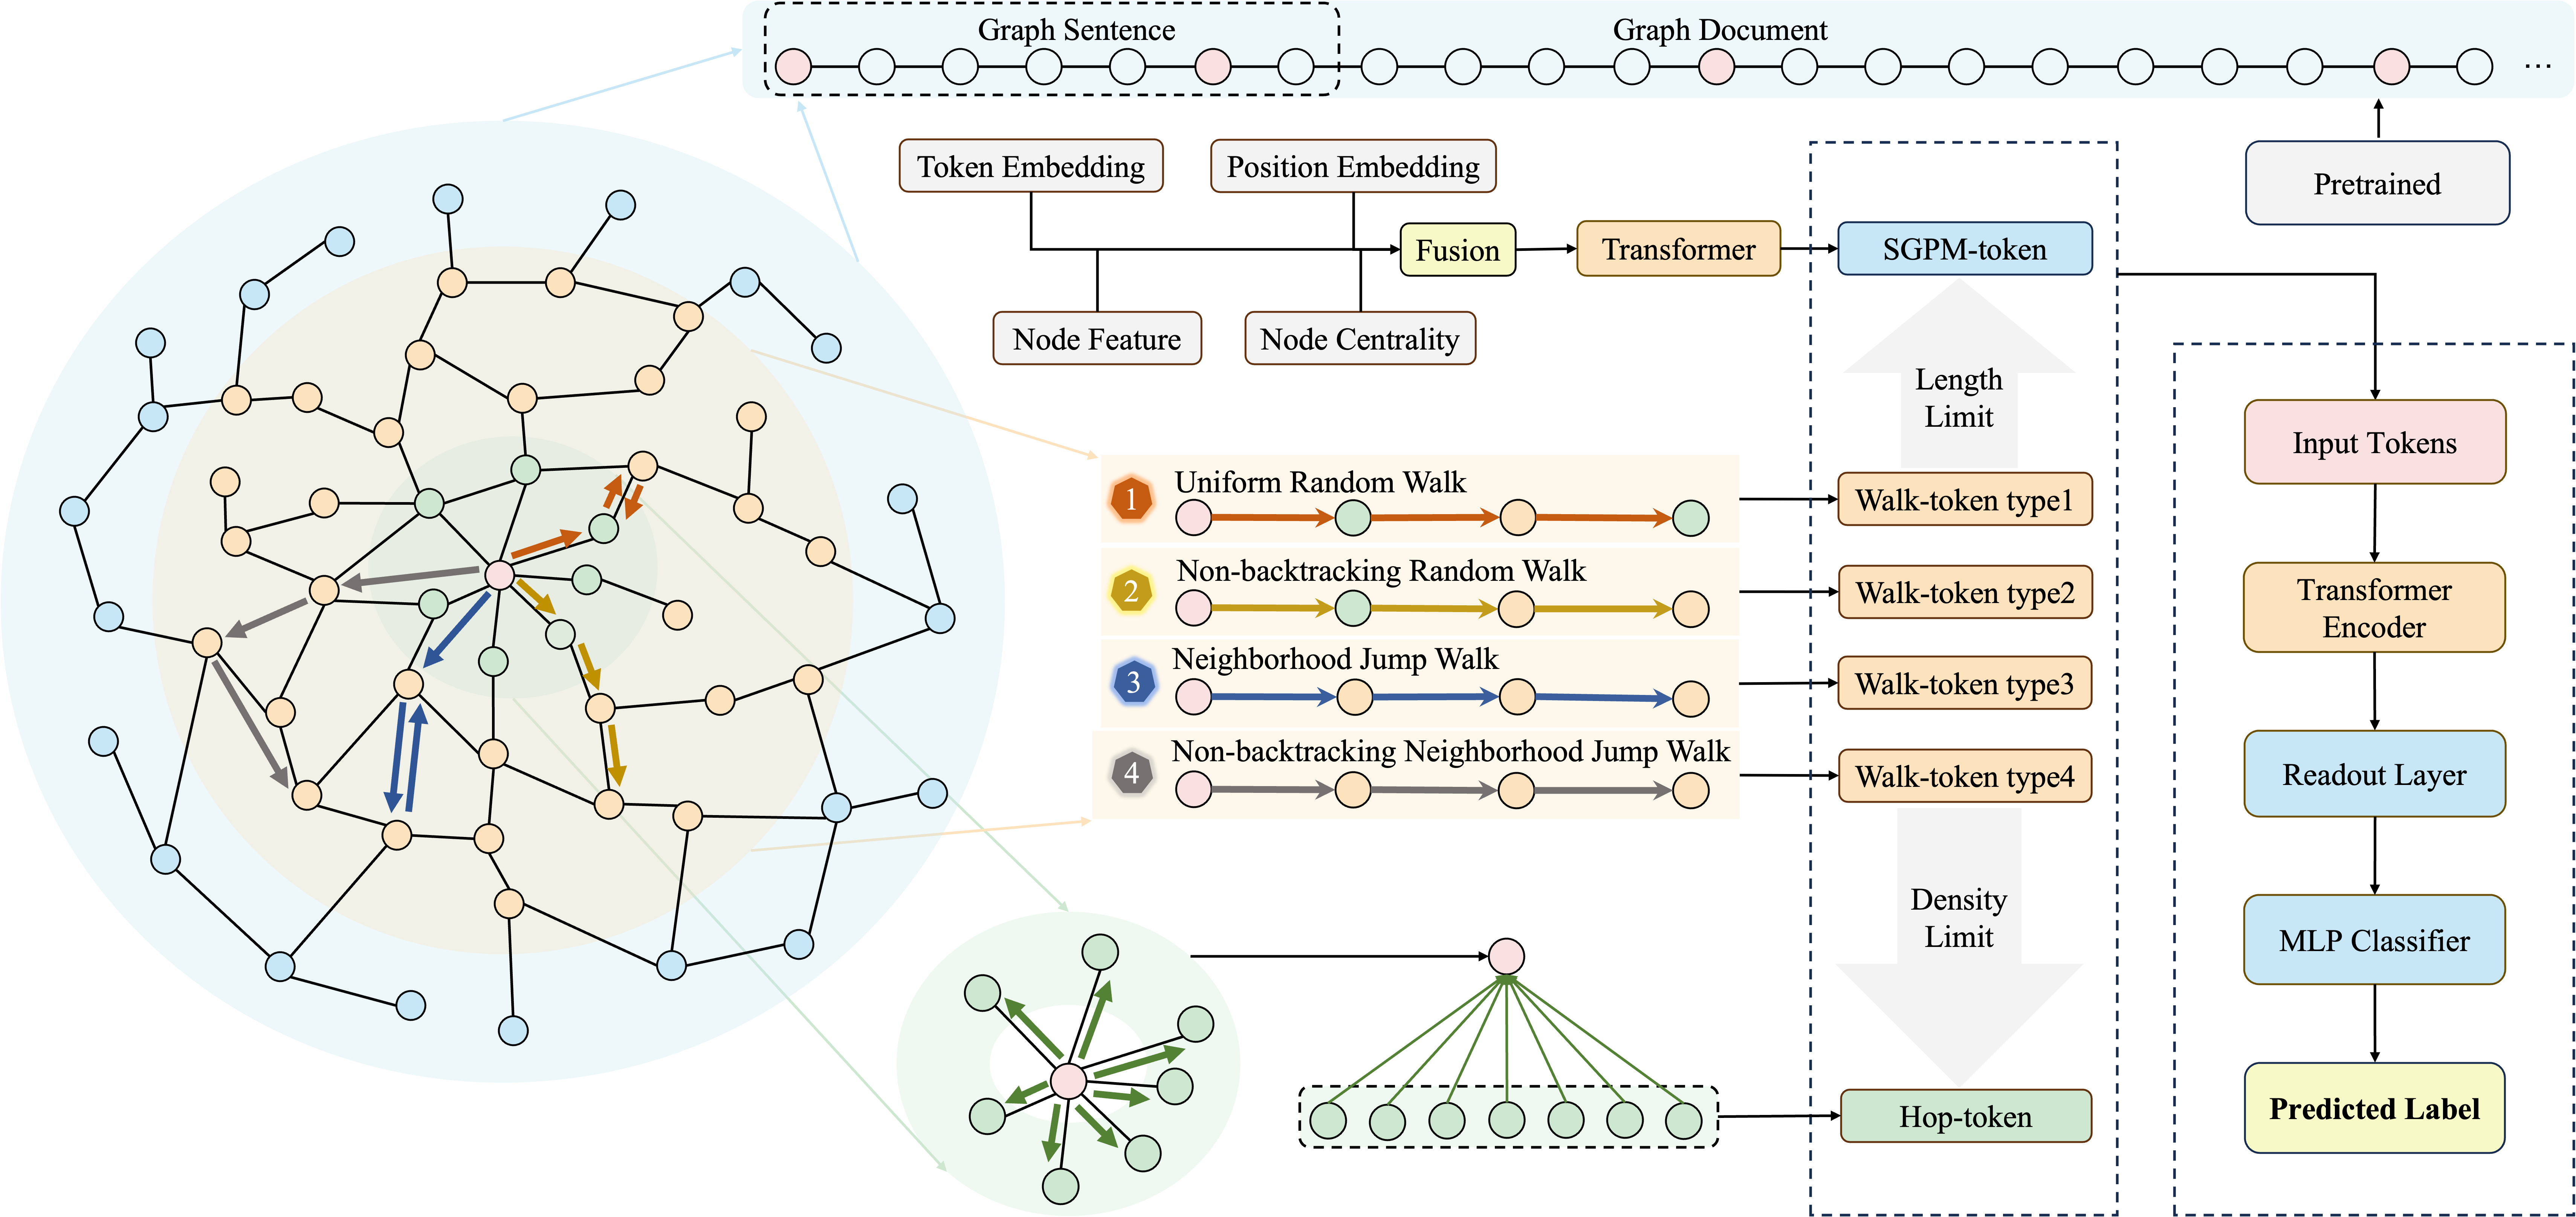 Graph Sentence
Graph Document
...
Token Embedding
Position Embedding
Pretrained
Fusion
Transformer
SGPM-token
Node Feature
Node Centrality
Length
Limit
Input Tokens
1
Uniform Random Walk
Walk-token type1
2
Non-backtracking Random Walk
Walk-token type2
Transformer
Encoder
3
Neighborhood Jump Walk
Walk-token type3
4
Non-backtracking Neighborhood Jump Walk
Walk-token type4
Readout Layer
Density
Limit
MLP Classifier
Hop-token
Predicted Label